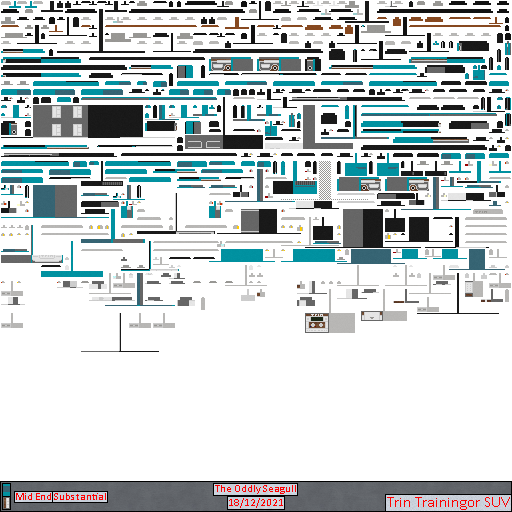 The Oddly Seagull
Mid End Substantial
18/12/2021
Trin Trainingor SUV